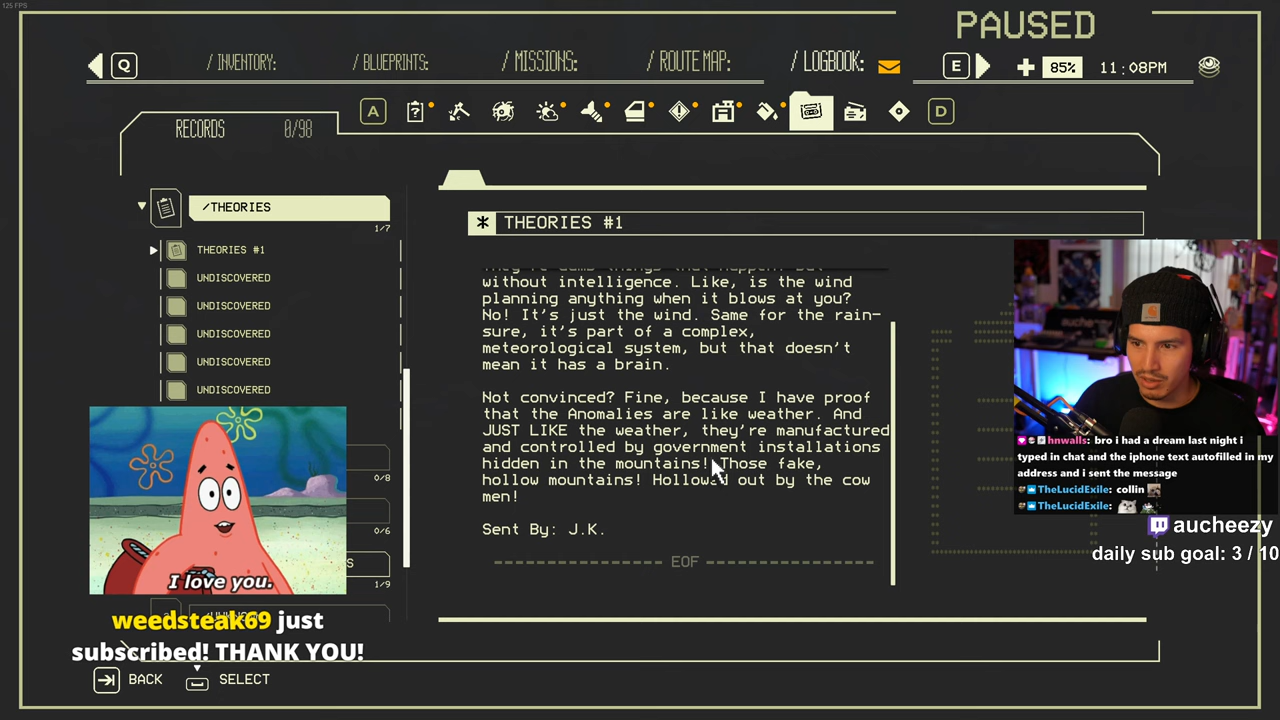 125 FPS
PAUSED
Q
/ INVENTORY:
/ BLUEPRINTS:
/ MISSIONS:
/ ROUTE MAP:
/ LOGBOOK:
E
85%
11:08PM
A
D
RECORDS 0/98
/THEORIES
1/7
THEORIES #1
UNDISCOVERED
UNDISCOVERED
UNDISCOVERED
UNDISCOVERED
UNDISCOVERED
0/8
0/6
S
1/9
* THEORIES #1
without intelligence. Like, is the wind
planning anything when it blows at you?
No! It's just the wind. Same for the rain-
sure, it's part of a complex,
meteorological system, but that doesn't
mean it has a brain.
Not convinced? Fine, because I have proof
that the Anomalies are like weather. And
JUST LIKE the weather, they're manufactured
and controlled by government installations
hidden in the mountains! Those fake,
hollow mountains! Hollowed out by the cow
men!
Sent By: J.K.
EOF
carhartt
hnwalls: bro i had a dream last night i
typed in chat and the iphone text autofilled in my
address and i sent the message
TheLucidExile: collin
TheLucidExile:
aucheezy
daily sub goal: 3 / 10
I love you.
weedsteak69 just
subscribed! THANK YOU!
BACK
SELECT